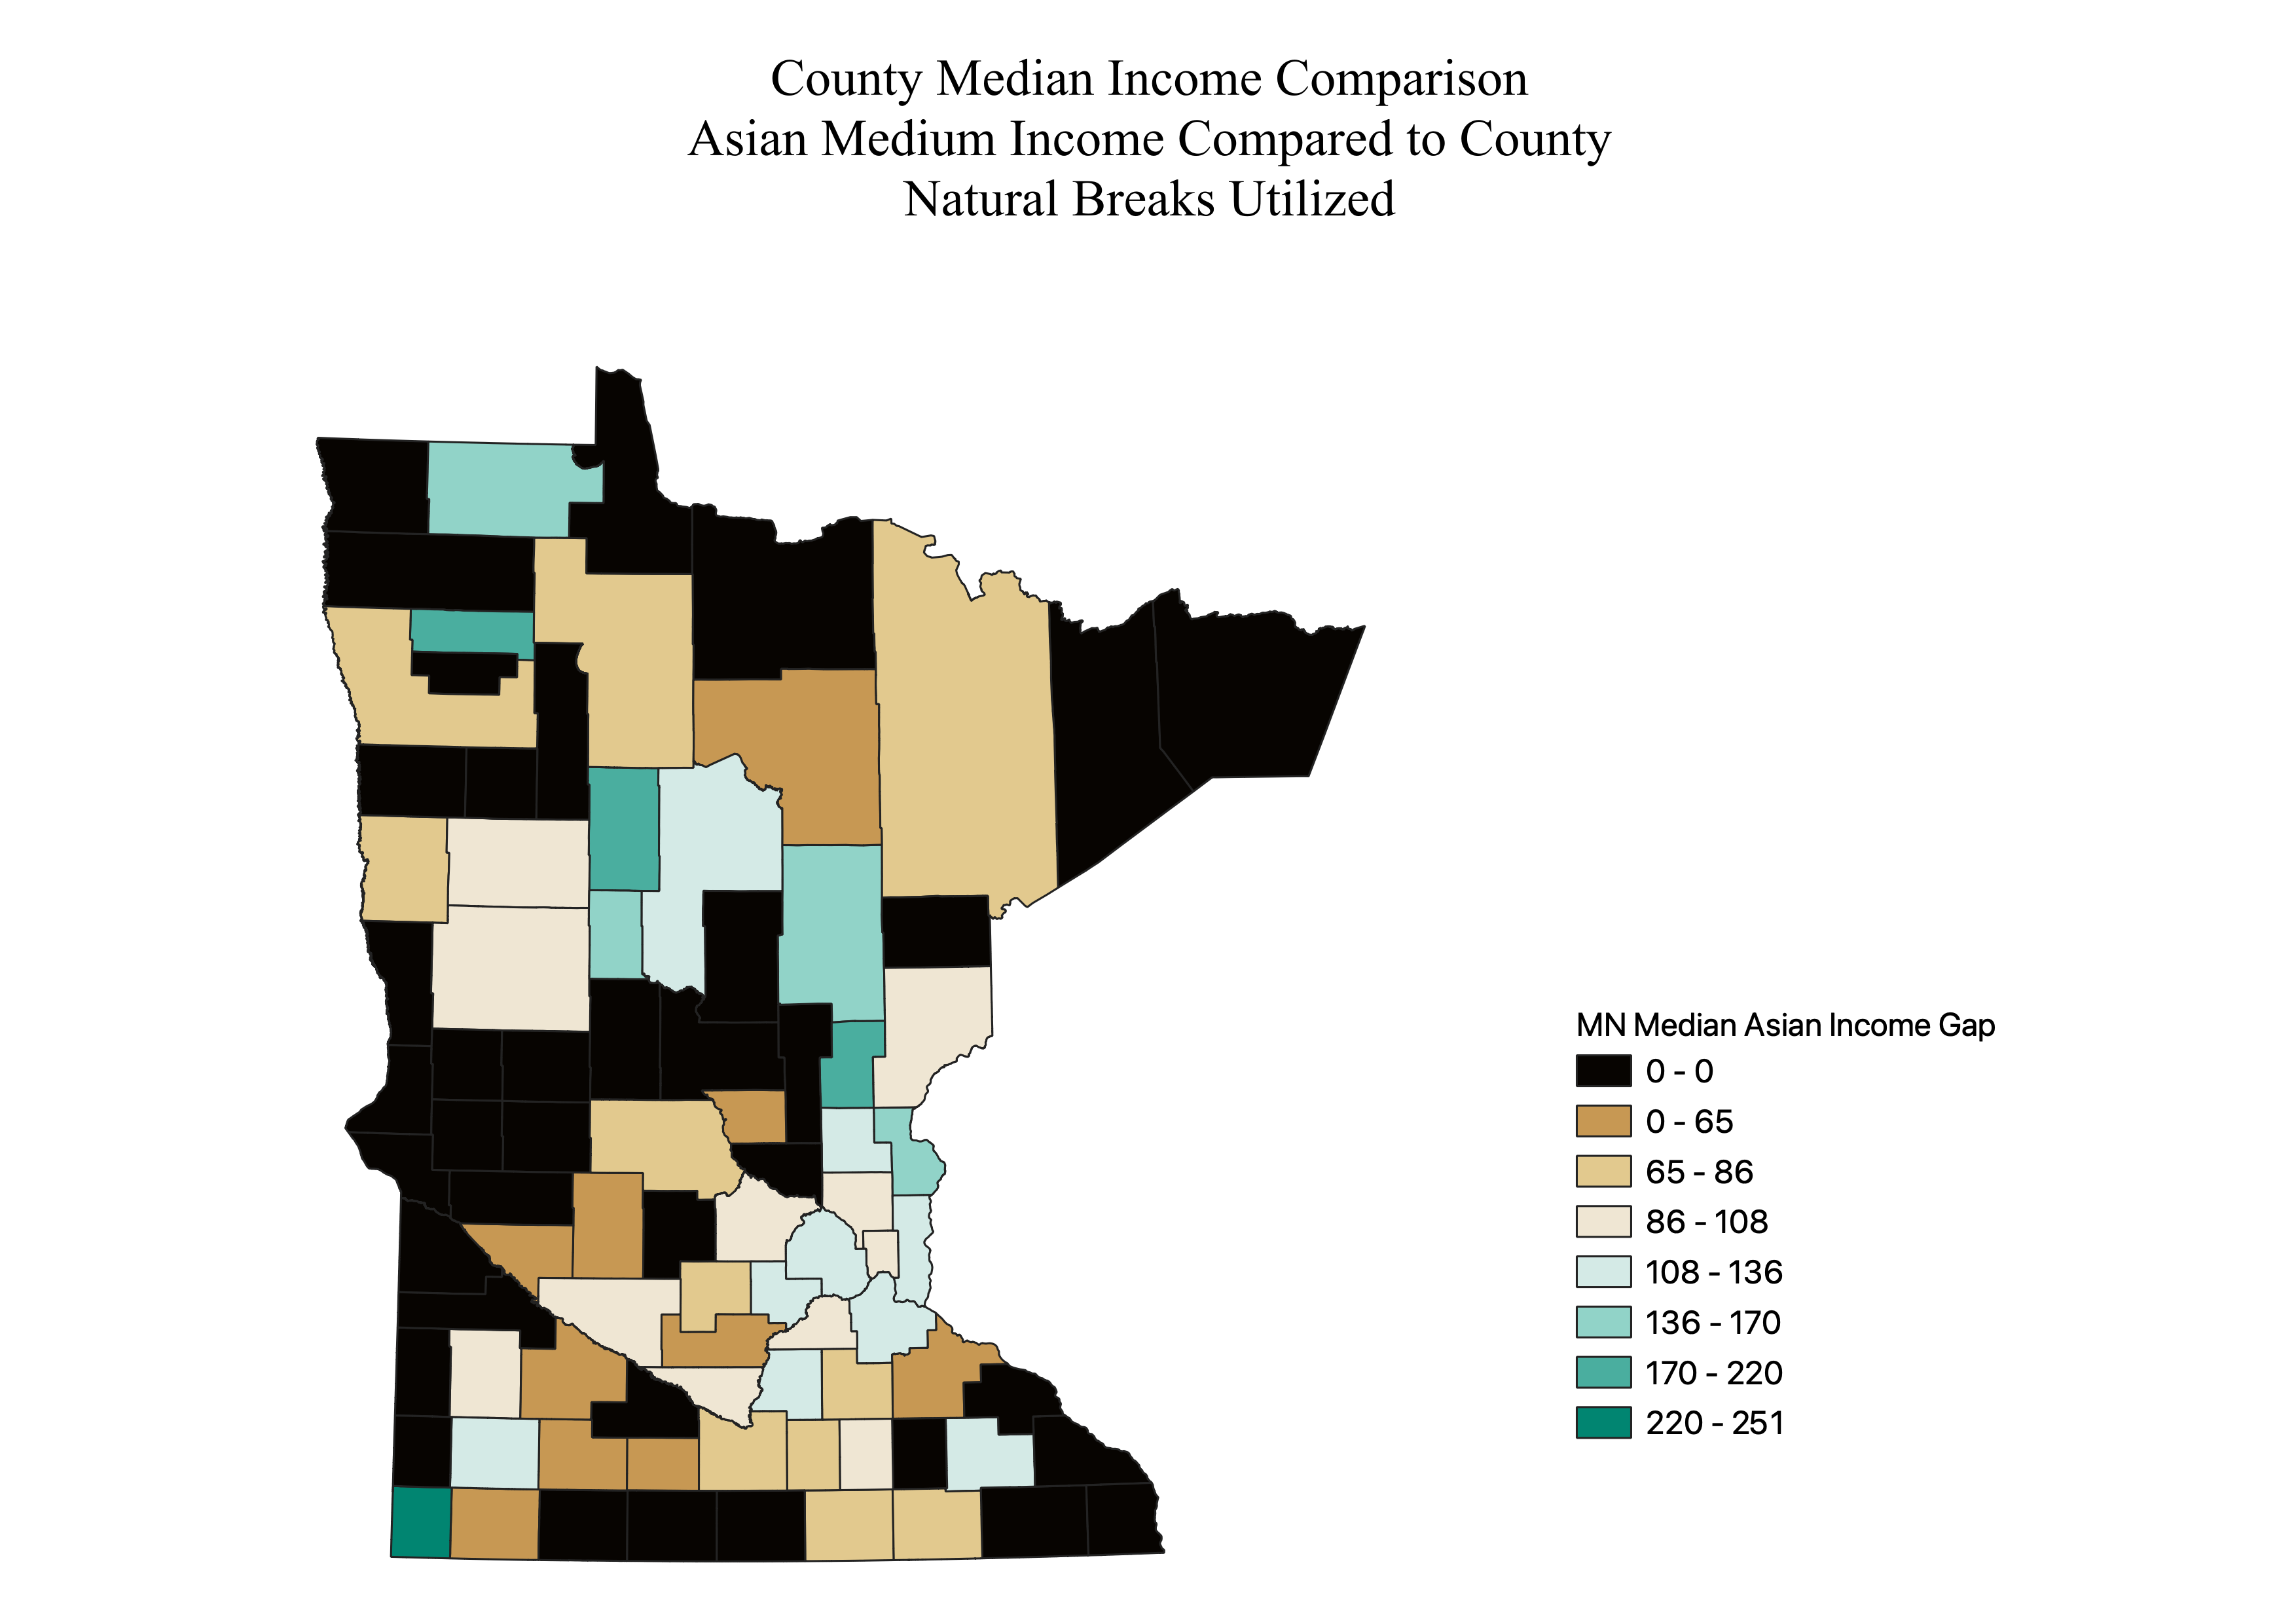 County Median Income Comparison
Asian Medium Income Compared to County
Natural Breaks Utilized
MN Median Asian Income Gap
0 - 0
0 - 65
65 - 86
86 - 108
108 - 136
136 - 170
170 - 220
220 - 251